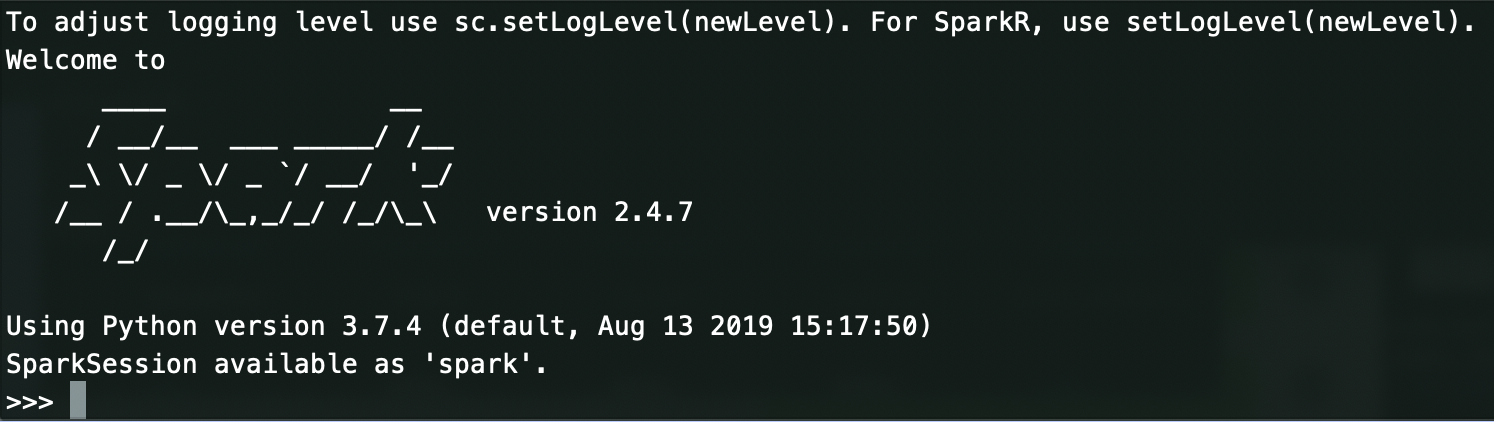 To adjust logging level use sc.setLogLevel(newLevel). For SparkR, use setLogLevel(newLevel).
Welcome to
      ____              __
     / __/__  ___ _____/ /__
    _\ \/ _ \/ _ `/ __/  '_/
   /__ / .__/\_,_/_/ /_/\_\   version 2.4.7
      /_/
Using Python version 3.7.4 (default, Aug 13 2019 15:17:50)
SparkSession available as 'spark'.
>>>